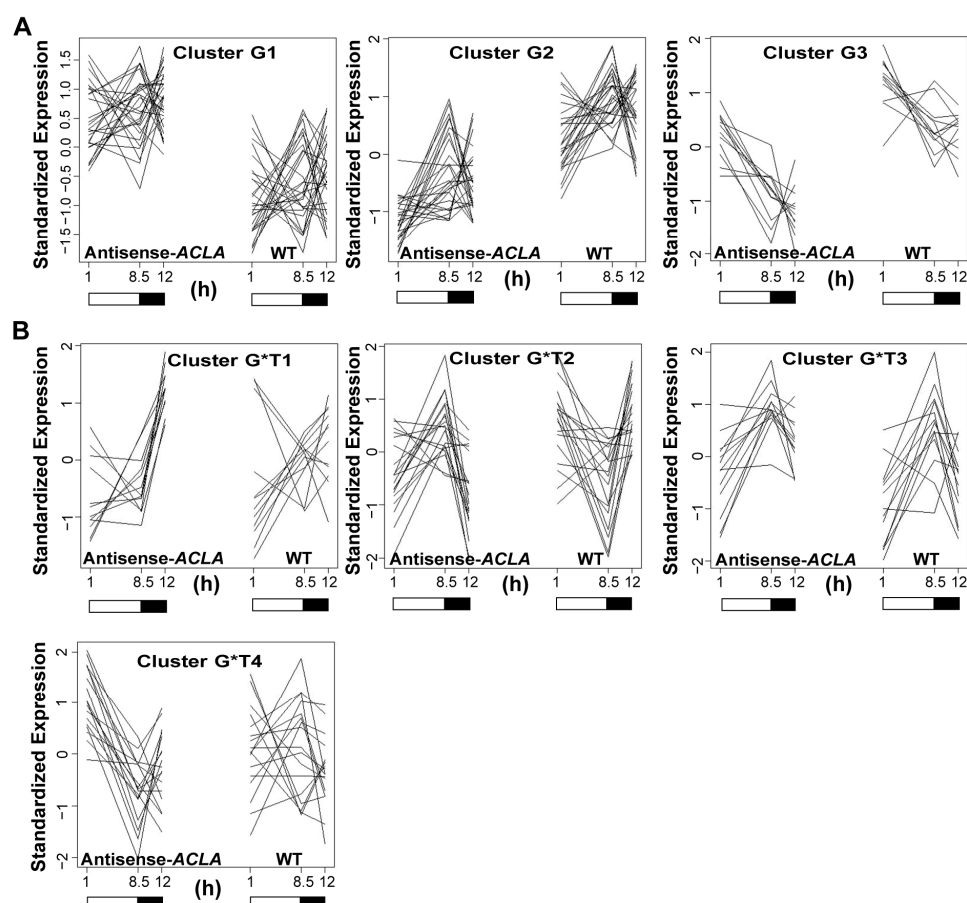 A
Cluster G1
Standardized Expression
1.5
1.0
0.5
0.0
-0.5
-1.0
-1.5
Antisense-ACLA WT
1 8.5 12 1 8.5 12
(h)
Cluster G2
Standardized Expression
2
1
0
-1
Antisense-ACLA WT
1 8.5 12 1 8.5 12
(h)
Cluster G3
Standardized Expression
2
1
0
-1
-2
Antisense-ACLA WT
1 8.5 12 1 8.5 12
(h)
B
Cluster G*T1
Standardized Expression
2
1
0
-1
Antisense-ACLA WT
1 8.5 12 1 8.5 12
(h)
Cluster G*T2
Standardized Expression
2
1
0
-1
-2
Antisense-ACLA WT
1 8.5 12 1 8.5 12
(h)
Cluster G*T3
Standardized Expression
2
1
0
-1
-2
Antisense-ACLA WT
1 8.5 12 1 8.5 12
(h)
Cluster G*T4
Standardized Expression
2
1
0
-1
-2
Antisense-ACLA WT
1 8.5 12 1 8.5 12
(h)